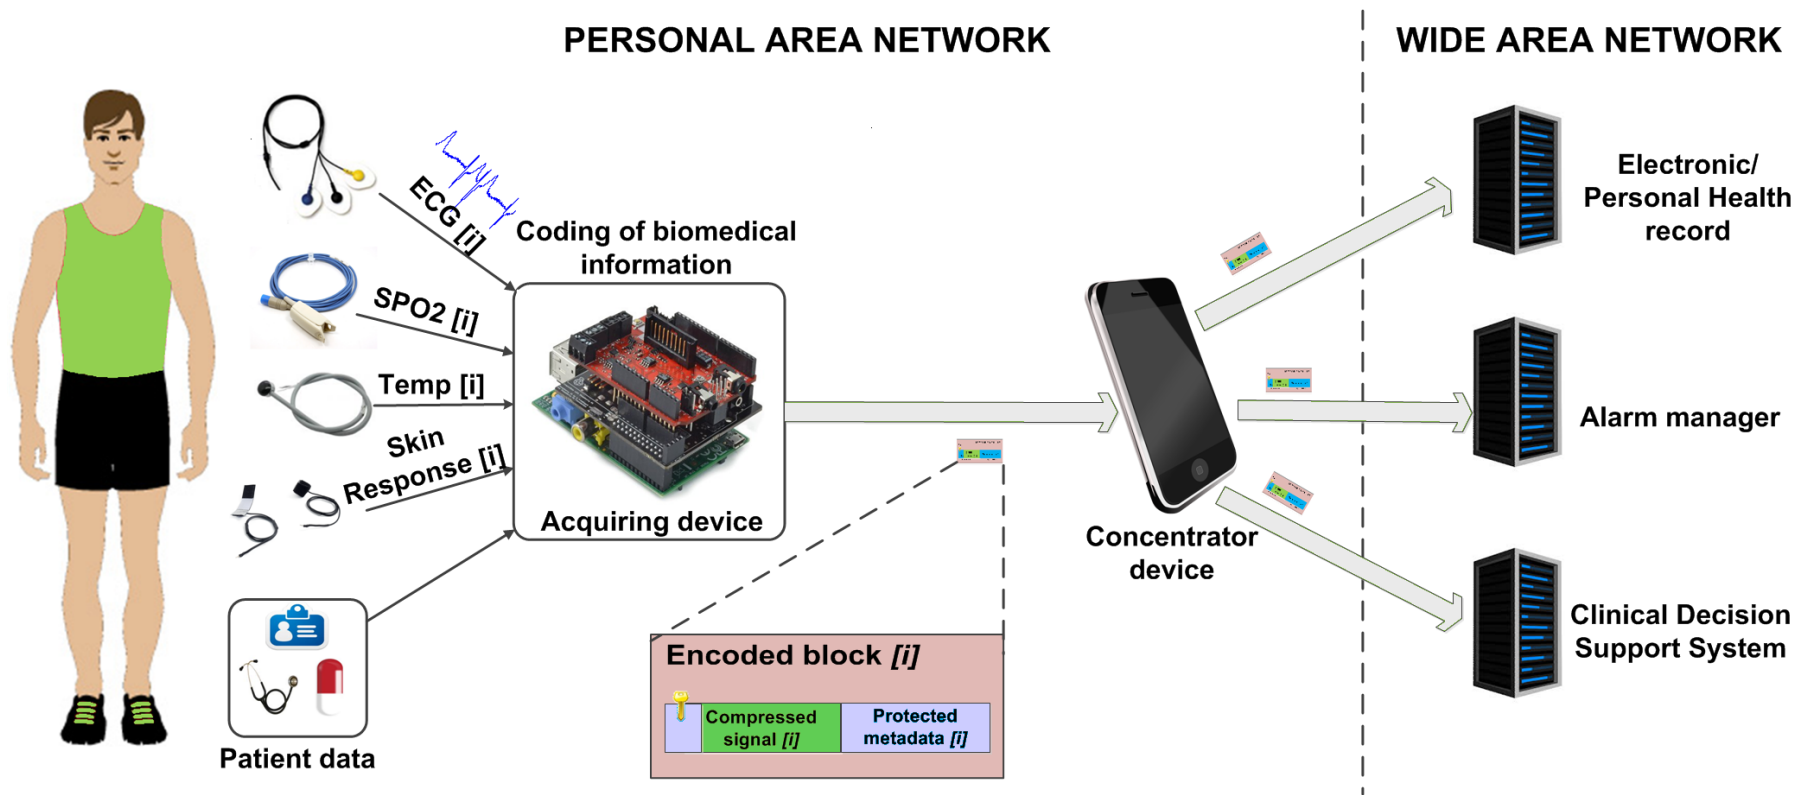 PERSONAL AREA NETWORK
WIDE AREA NETWORK
ECG [i]
SPO2 [i]
Temp [i]
Skin
Response [i]
Patient data
Coding of biomedical
information
Acquiring device
Encoded block [i]
Compressed
signal [i]
Protected
metadata [i]
Concentrator
device
Electronic/
Personal Health
record
Alarm manager
Clinical Decision
Support System